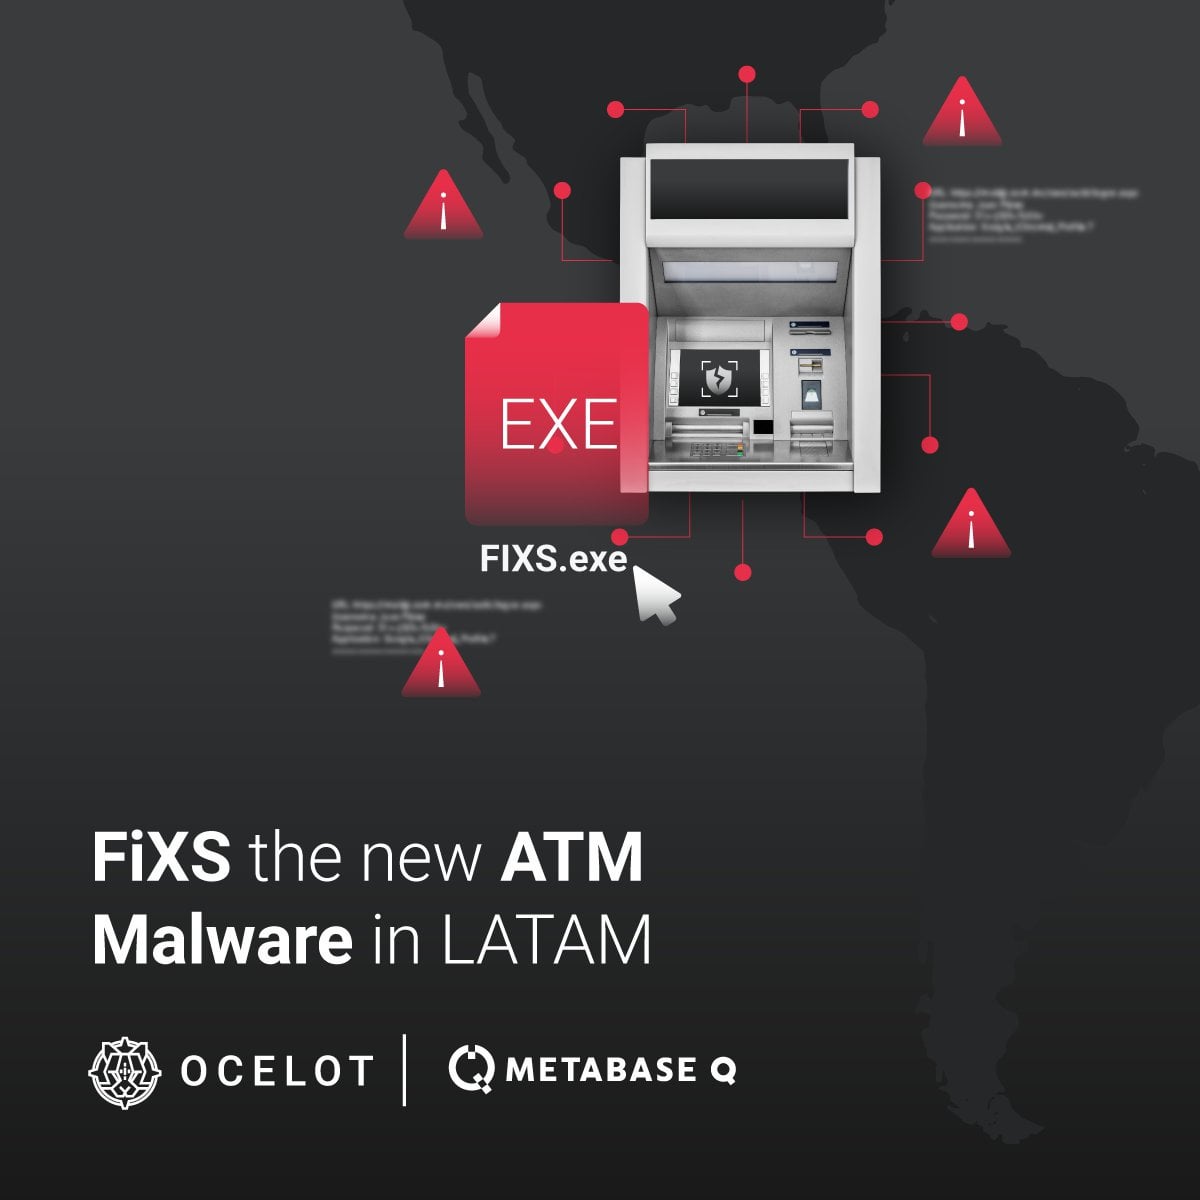 EXE
FIXS.exe
FiXS the new ATM
Malware in LATAM
OCELOT
METABASE Q